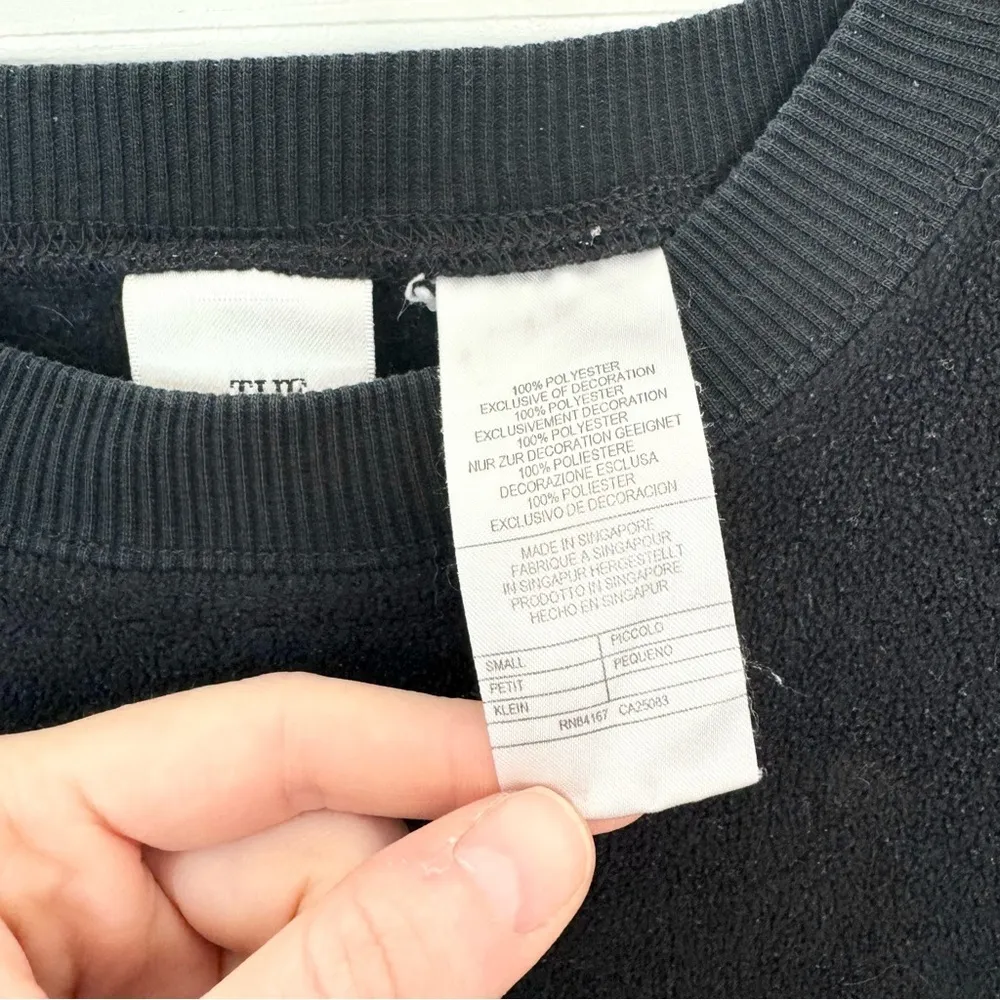 THE
100% POLYESTER
EXCLUSIVE OF DECORATION
100% POLYESTER
EXCLUSIVEMENT DECORATION
100% POLYESTER
NUR ZUR DECORATION GEEIGNET
100% POLIESTERE
DECORAZIONE ESCLUSA
100% POLIESTER
EXCLUSIVO DE DECORACION
MADE IN SINGAPORE
FABRIQUE A SINGAPOUR
IN SINGAPUR HERGESTELLT
PRODOTTO IN SINGAPORE
HECHO EN SINGAPUR
SMALL PICCOLO
PETIT PEQUENO
KLEIN
RN84167 CA25083